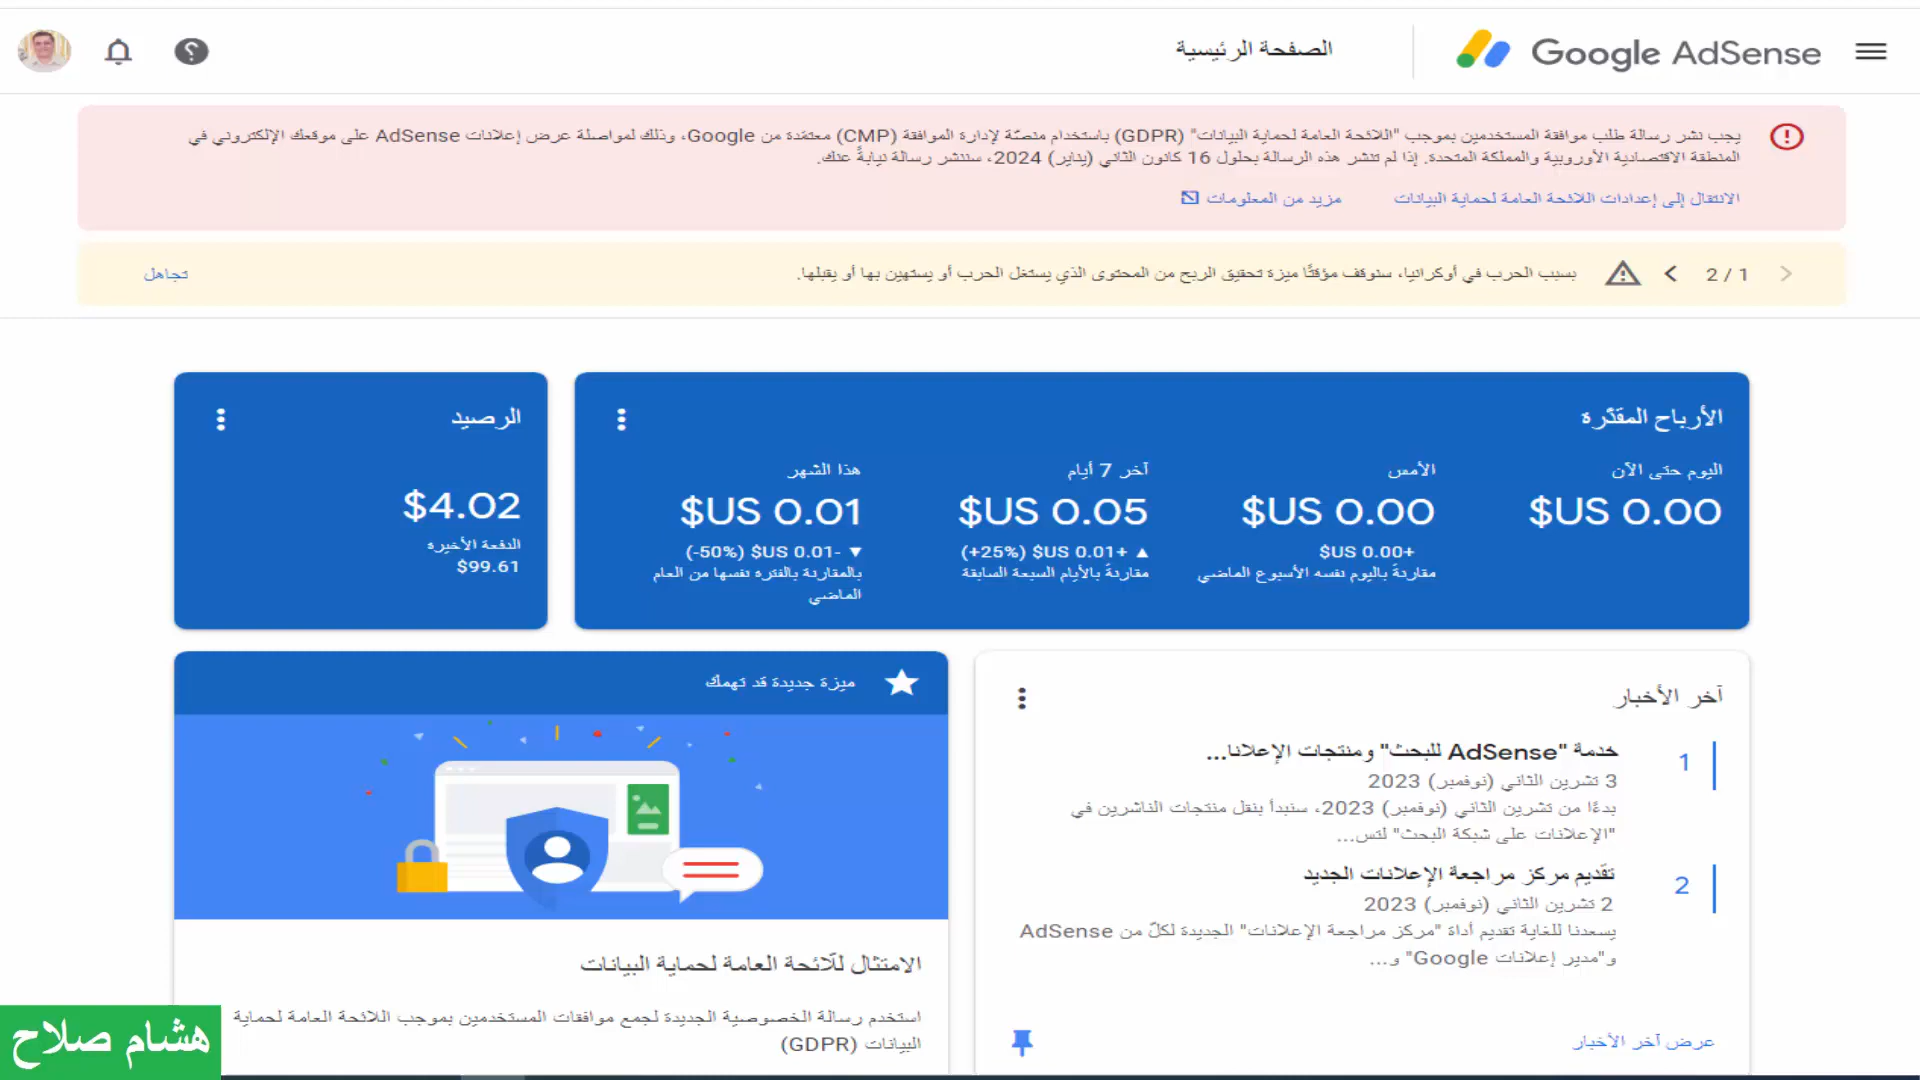 Google AdSense
الصفحة الرئيسية
يجب نشر رسالة طلب موافقة المستخدمين بموجب "اللائحة العامة لحماية البيانات" (GDPR) باستخدام منصّة لإدارة الموافقة (CMP) معتمَدة من Google، وذلك لمواصلة عرض إعلانات AdSense على موقعك الإلكتروني في
المنطقة الاقتصادية الأوروبية والمملكة المتحدة. إذا لم تنشر هذه الرسالة بحلول 16 كانون الثاني (يناير) 2024، سننشر رسالة نيابةً عنك.
الانتقال إلى إعدادات اللائحة العامة لحماية البيانات
مزيد من المعلومات
2 / 1
بسبب الحرب في أوكرانيا، سنوقف مؤقتًا ميزة تحقيق الربح من المحتوى الذي يستغل الحرب أو يستهين بها أو يقبلها.
تجاهل
الأرباح المقدّرة
اليوم حتى الآن
$US 0.00
الأمس
$US 0.00
$US 0.00+
مقارنةً باليوم نفسه الأسبوع الماضي
آخر 7 أيام
$US 0.05
▲ +0.01 US$ (+25%)
مقارنةً بالأيام السبعة السابقة
هذا الشهر
$US 0.01
▼ -0.01 US$ (-50%)
بالمقارنة بالفترة نفسها من العام
الماضي
الرصيد
$4.02
الدفعة الأخيرة
$99.61
آخر الأخبار
1
خدمة "AdSense للبحث" ومنتجات الإعلانا...
3 تشرين الثاني (نوفمبر) 2023
بدءًا من تشرين الثاني (نوفمبر) 2023، سنبدأ بنقل منتجات الناشرين في
"الإعلانات على شبكة البحث" لتس...
2
تقديم مركز مراجعة الإعلانات الجديد
2 تشرين الثاني (نوفمبر) 2023
يسعدنا للغاية تقديم أداة "مركز مراجعة الإعلانات" الجديدة لكلّ من AdSense
و"مدير إعلانات Google" و...
عرض آخر الأخبار
ميزة جديدة قد تهمك
الامتثال للّائحة العامة لحماية البيانات
استخدم رسالة الخصوصية الجديدة لجمع موافقات المستخدمين بموجب اللائحة العامة لحماية
البيانات (GDPR)
هشام صلاح